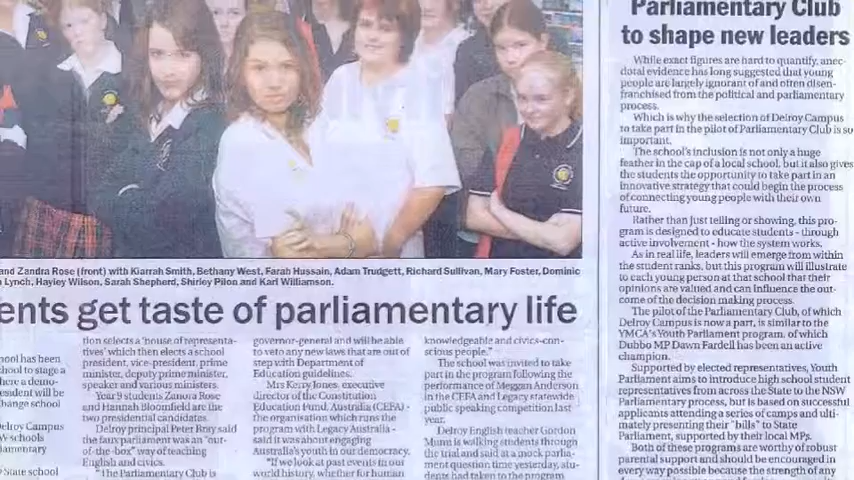 and Zandra Rose (front) with Kiarrah Smith, Bethany West, Farah Hussain, Adam Trudgett, Richard Sullivan, Mary Foster, Dominic
Lynch, Hayley Wilson, Sarah Shepherd, Shirley Pilon and Karl Williamson.
ents get taste of parliamentary life
hool has been
chool to stage a
here a demo-
esident will be
hange school
Delroy Campus
W schools
liamentary
State school
tion selects a 'house of representa-
tives' which then elects a school
president, vice-president, prime
minister, deputy prime minister,
speaker and various ministers.
Year 9 students Zanora Rose
and Hannah Bloomfield are the
two presidential candidates.
Delroy principal Peter Bray said
the faux parliament was an "out-
of-the-box" way of teaching
English and civics.
"The Parliamentary Club is
governor-general and will be able
to veto any new laws that are out of
step with Department of
Education guidelines.
Mrs Kerry Jones, executive
director of the Constitution
Education Fund, Australia (CEFA) -
the organisation which runs the
program with Legacy Australia -
said it was about engaging
Australia's youth in our democracy.
"If we look at past events in our
world history, whether for human
knowledgeable and civics-con-
scious people."
The school was invited to take
part in the program following the
performance of Meggan Anderson
in the CEFA and Legacy statewide
public speaking competition last
year.
Delroy English teacher Gordon
Munn is walking students through
the trial and said at a mock parlia-
ment question time yesterday, stu-
dents had taken to the program
Parliamentary Club
to shape new leaders
While exact figures are hard to quantify, anec-
dotal evidence has long suggested that young
people are largely ignorant of and often disen-
franchised from the political and parliamentary
process.
Which is why the selection of Delroy Campus
to take part in the pilot of Parliamentary Club is so
important.
The school's inclusion is not only a huge
feather in the cap of a local school, but it also gives
the students the opportunity to take part in an
innovative strategy that could begin the process
of connecting young people with their own
future.
Rather than just telling or showing, this pro-
gram is designed to educate students - through
active involvement - how the system works.
As in real life, leaders will emerge from within
the student ranks, but this program will illustrate
to each young person at that school that their
opinions are valued and can influence the out-
come of the decision making process.
The pilot of the Parliamentary Club, of which
Delroy Campus is now a part, is similar to the
YMCA's Youth Parliament program, of which
Dubbo MP Dawn Fardell has been an active
champion.
Supported by elected representatives, Youth
Parliament aims to introduce high school student
representatives from across the State to the NSW
Parliamentary process, but is based on successful
applicants attending a series of camps and ulti-
mately presenting their "bills" to State
Parliament, supported by their local MPs.
Both of these programs are worthy of robust
parental support and should be encouraged in
every way possible because the strength of any